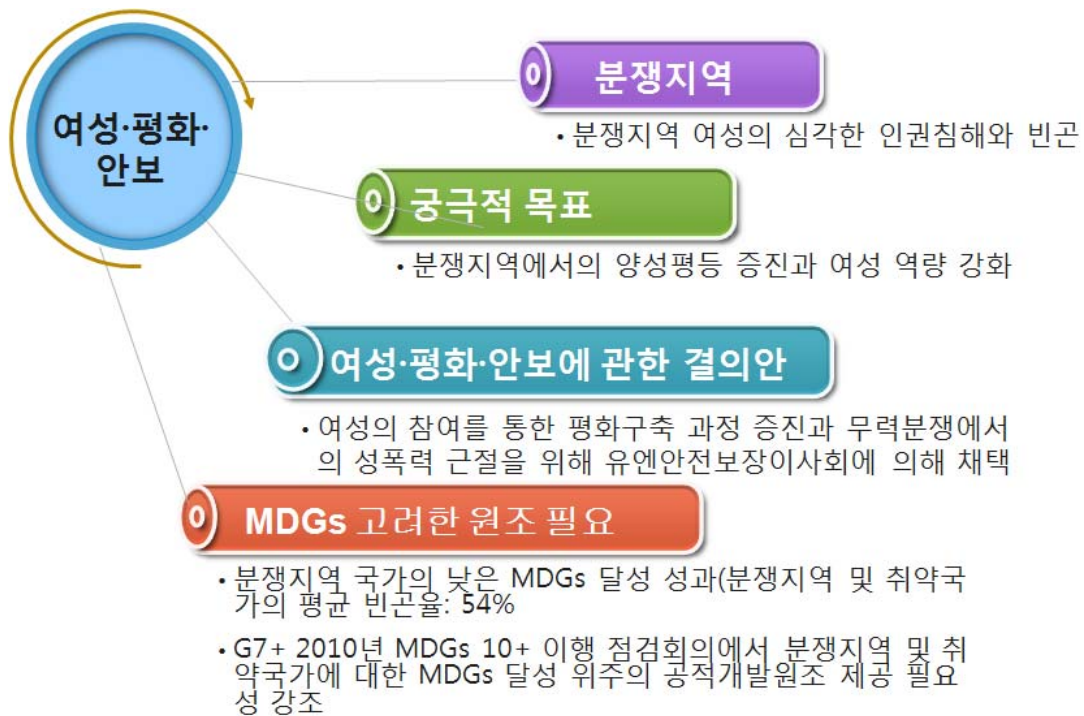 여성·평화·
안보
분쟁지역
• 분쟁지역 여성의 심각한 인권침해와 빈곤
궁극적 목표
• 분쟁지역에서의 양성평등 증진과 여성 역량 강화
여성·평화·안보에 관한 결의안
• 여성의 참여를 통한 평화구축 과정 증진과 무력분쟁에서
의 성폭력 근절을 위해 유엔안전보장이사회에 의해 채택
MDGs 고려한 원조 필요
• 분쟁지역 국가의 낮은 MDGs 달성 성과(분쟁지역 및 취약국
가의 평균 빈곤율: 54%
• G7+ 2010년 MDGs 10+ 이행 점검회의에서 분쟁지역 및 취
약국가에 대한 MDGs 달성 위주의 공적개발원조 제공 필요
성 강조